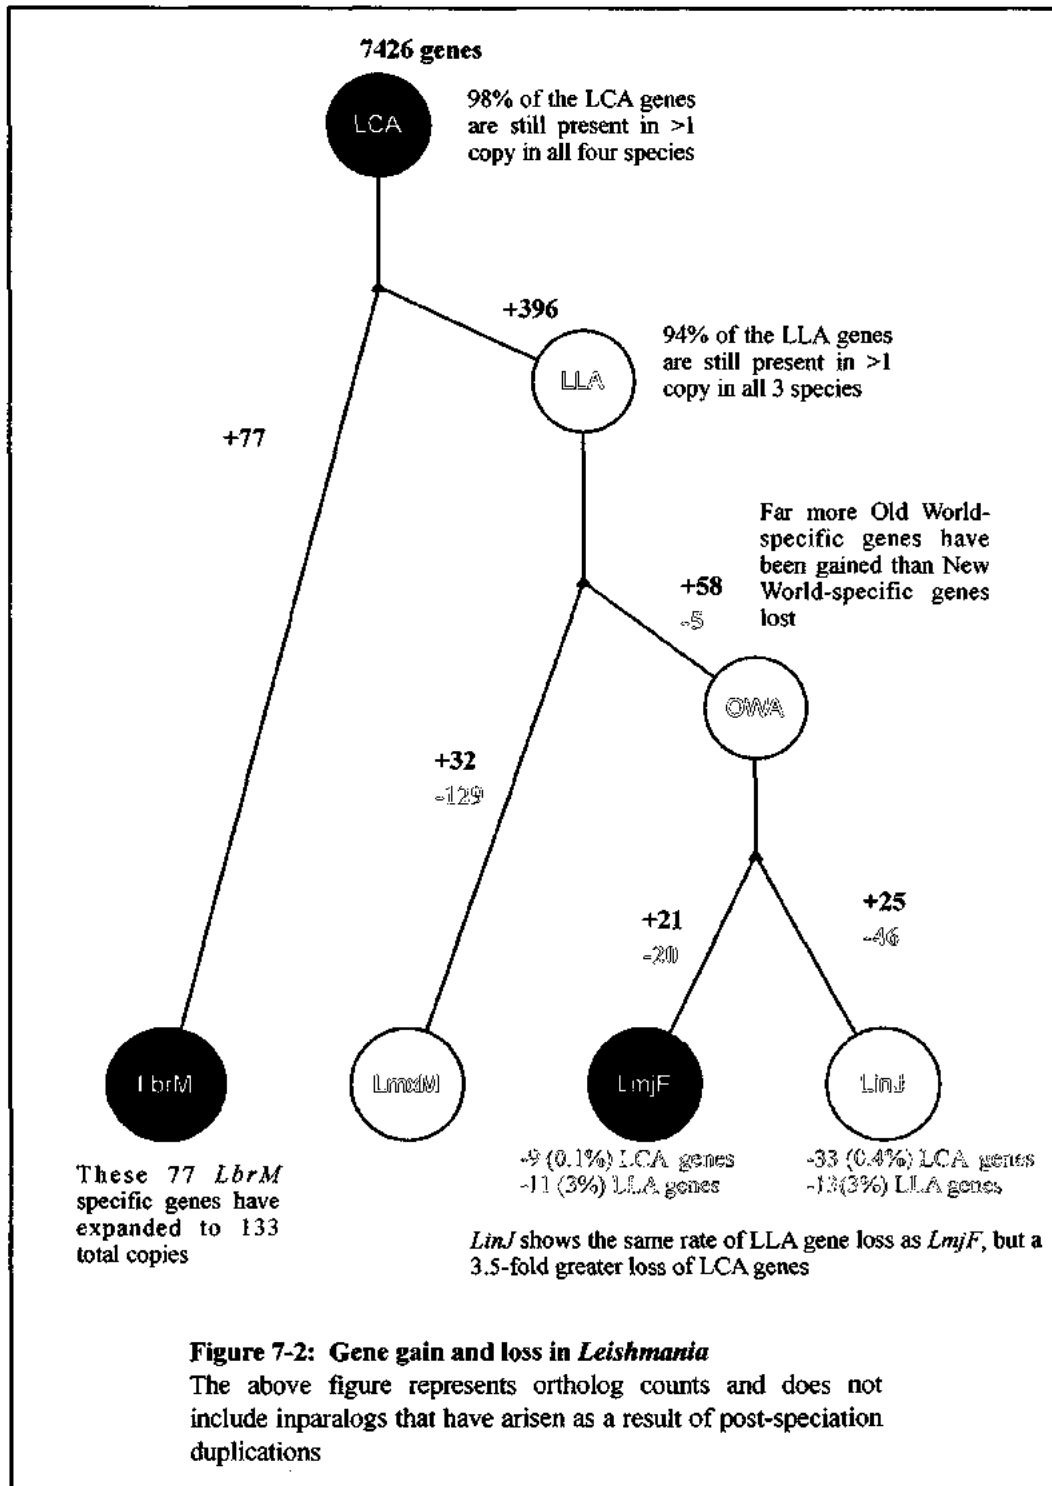 7426 genes
LCA
98% of the LCA genes
are still present in >1
copy in all four species
+396
LLA
94% of the LLA genes
are still present in >1
copy in all 3 species
+77
Far more Old World-
specific genes have
been gained than New
World-specific genes
lost
+58
-5
OWA
+32
-129
+21
-20
+25
-46
LbrM
LmxM
LmjF
LinJ
These 77 LbrM
specific genes have
expanded to 133
total copies
-9 (0.1%) LCA genes
-11 (3%) LLA genes
-33 (0.4%) LCA genes
-13(3%) LLA genes
LinJ shows the same rate of LLA gene loss as LmjF, but a
3.5-fold greater loss of LCA genes
Figure 7-2: Gene gain and loss in Leishmania
The above figure represents ortholog counts and does not
include inparalogs that have arisen as a result of post-speciation
duplications